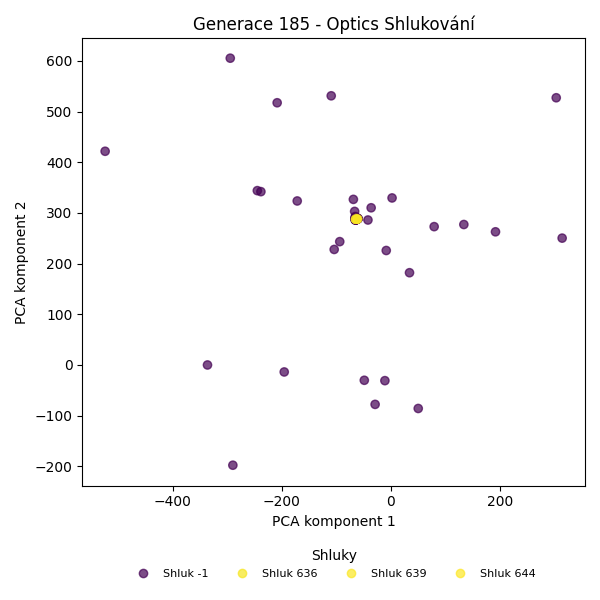 Generace 185 - Optics Shlukování
600
500
400
300
200
100
0
−100
−200
PCA komponent 2
−400
−200
0
200
PCA komponent 1
Shluky
Shluk -1
Shluk 636
Shluk 639
Shluk 644